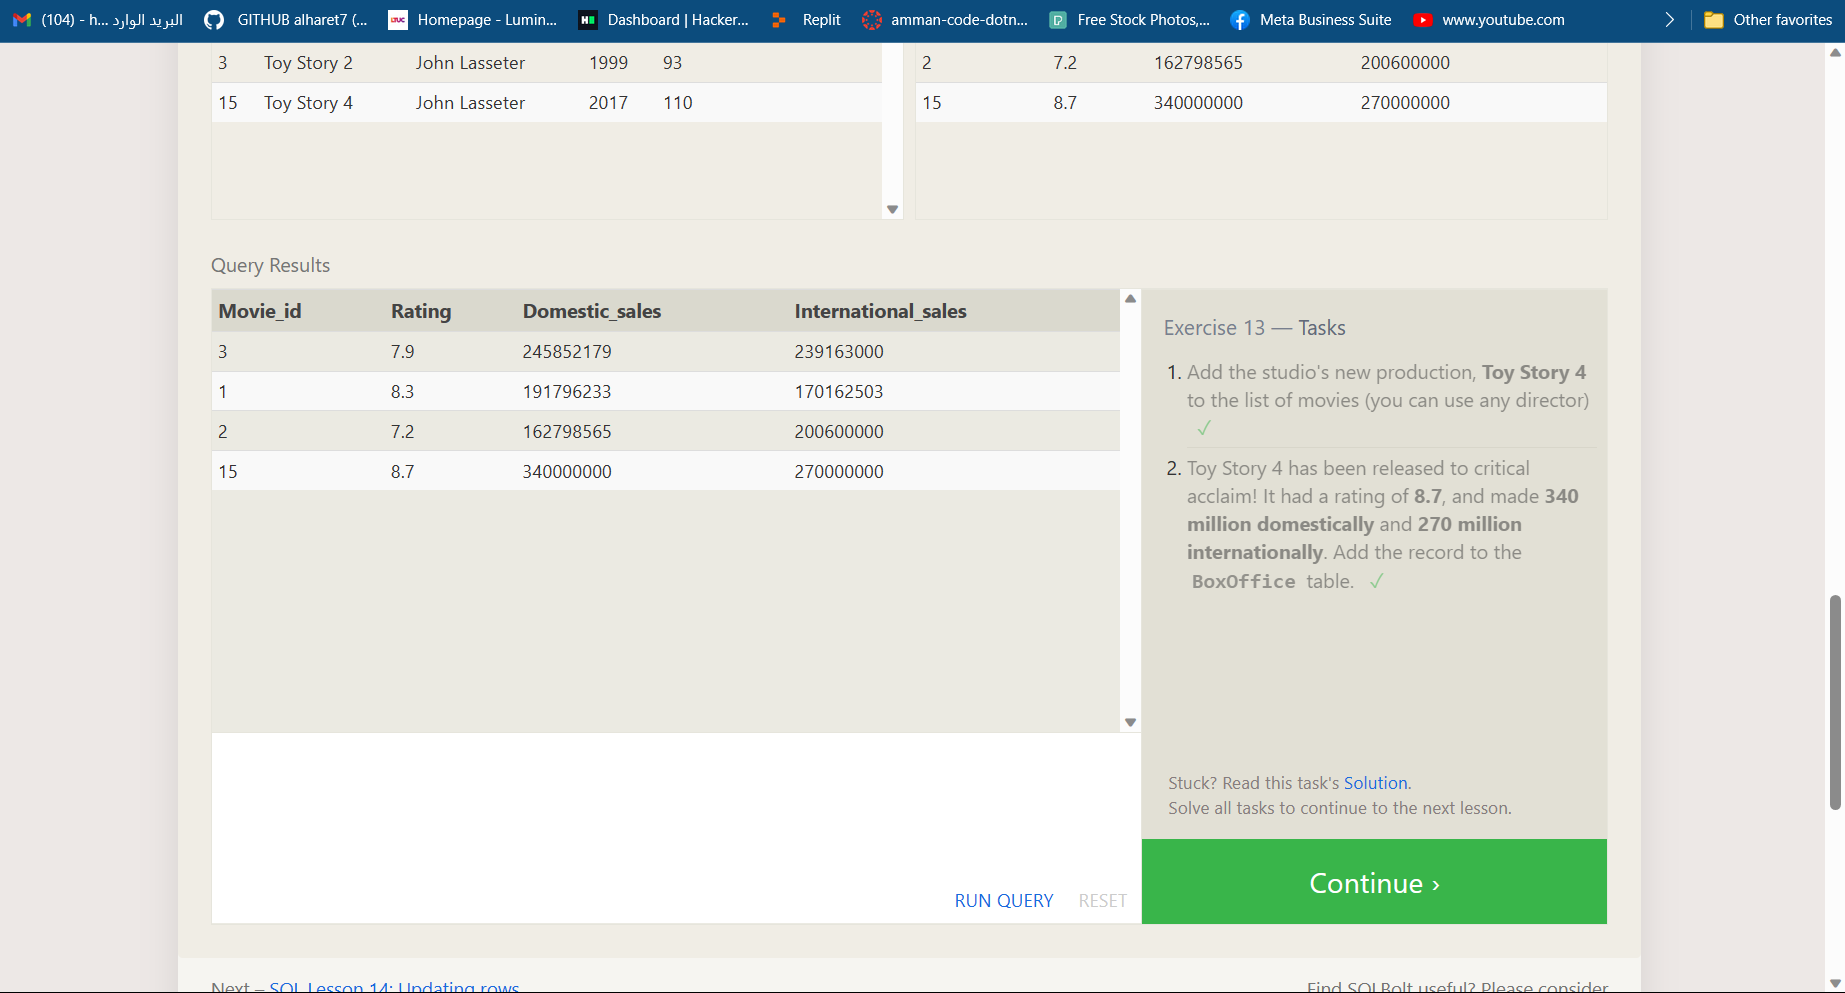 (104) - h... البريد الوارد
GITHUB alharet7 (...
LTUC
Homepage - Lumin...
H
Dashboard | Hacker...
Replit
amman-code-dotn...
Free Stock Photos,...
Meta Business Suite
www.youtube.com
Other favorites
3 Toy Story 2 John Lasseter 1999 93
15 Toy Story 4 John Lasseter 2017 110
2 7.2 162798565 200600000
15 8.7 340000000 270000000
Query Results
Movie_id Rating Domestic_sales International_sales
3 7.9 245852179 239163000
1 8.3 191796233 170162503
2 7.2 162798565 200600000
15 8.7 340000000 270000000
RUN QUERY RESET
Exercise 13 — Tasks
1. Add the studio's new production, Toy Story 4
to the list of movies (you can use any director)
✓
2. Toy Story 4 has been released to critical
acclaim! It had a rating of 8.7, and made 340
million domestically and 270 million
internationally. Add the record to the
BoxOffice table. ✓
Stuck? Read this task's Solution.
Solve all tasks to continue to the next lesson.
Continue ›
Next – SQL Lesson 14: Updating rows
Find SQLBolt useful? Please consider